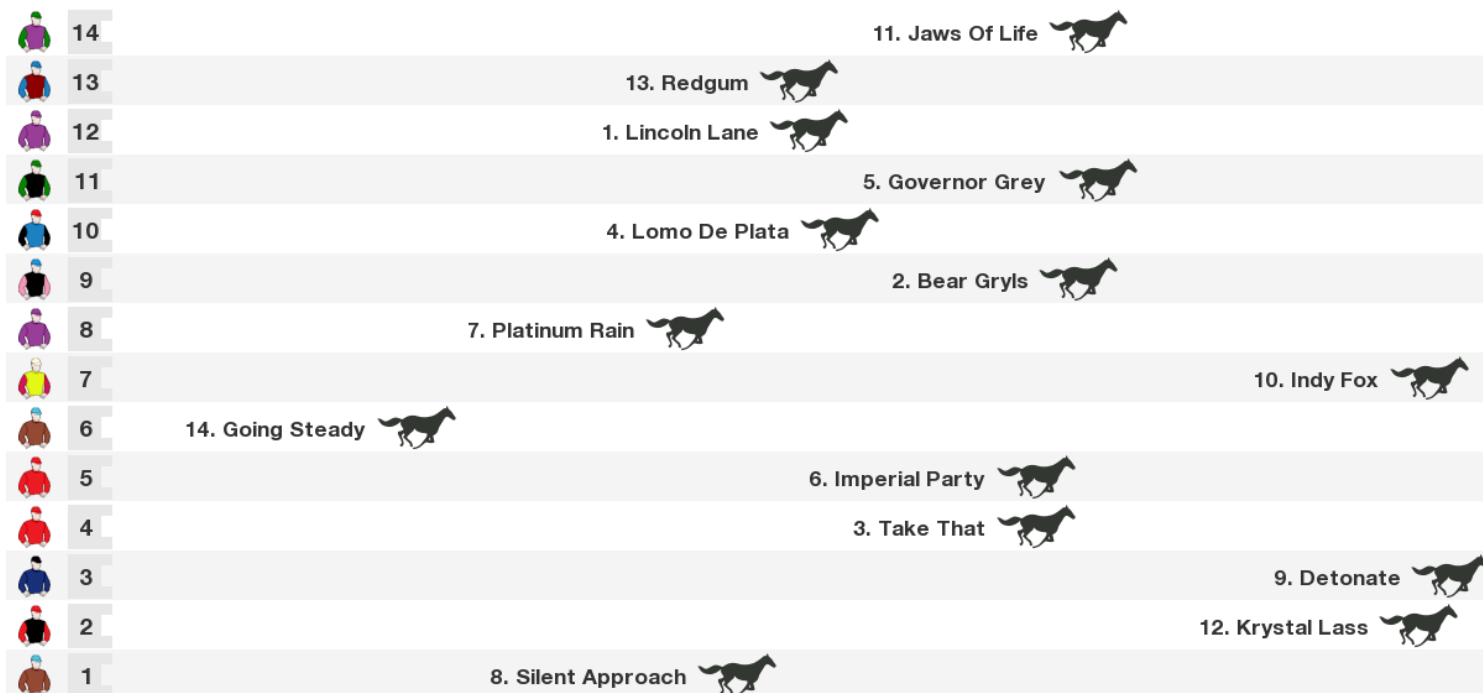 14 11. Jaws Of Life
13 13. Redgum
12 1. Lincoln Lane
11 5. Governor Grey
10 4. Lomo De Plata
9 2. Bear Gryls
8 7. Platinum Rain
7 10. Indy Fox
6 14. Going Steady
5 6. Imperial Party
4 3. Take That
3 9. Detonate
2 12. Krystal Lass
1 8. Silent Approach